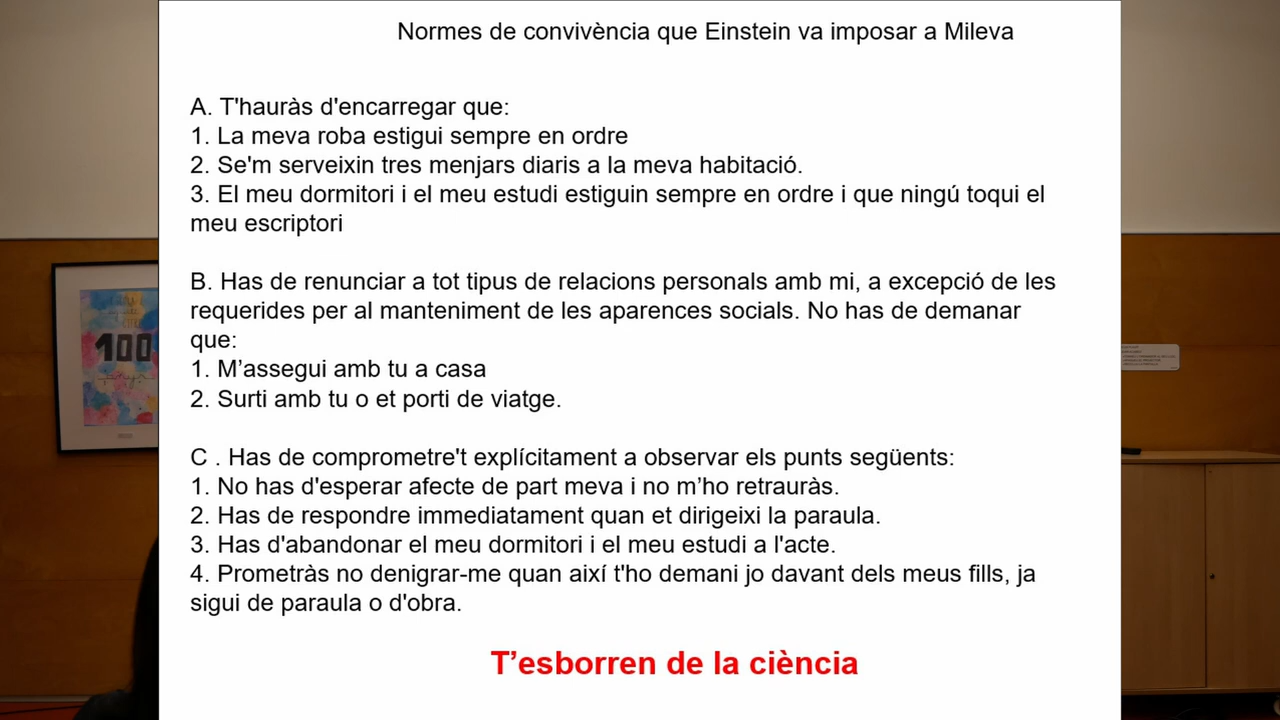 Normes de convivència que Einstein va imposar a Mileva
A. T'hauràs d'encarregar que:
1. La meva roba estigui sempre en ordre
2. Se'm serveixin tres menjars diaris a la meva habitació.
3. El meu dormitori i el meu estudi estiguin sempre en ordre i que ningú toqui el
meu escriptori
B. Has de renunciar a tot tipus de relacions personals amb mi, a excepció de les
requerides per al manteniment de les aparences socials. No has de demanar
que:
1. M’assegui amb tu a casa
2. Surti amb tu o et porti de viatge.
C . Has de comprometre't explícitament a observar els punts següents:
1. No has d'esperar afecte de part meva i no m’ho retrauràs.
2. Has de respondre immediatament quan et dirigeixi la paraula.
3. Has d'abandonar el meu dormitori i el meu estudi a l'acte.
4. Prometràs no denigrar-me quan així t'ho demani jo davant dels meus fills, ja
sigui de paraula o d'obra.
T’esborren de la ciència
100